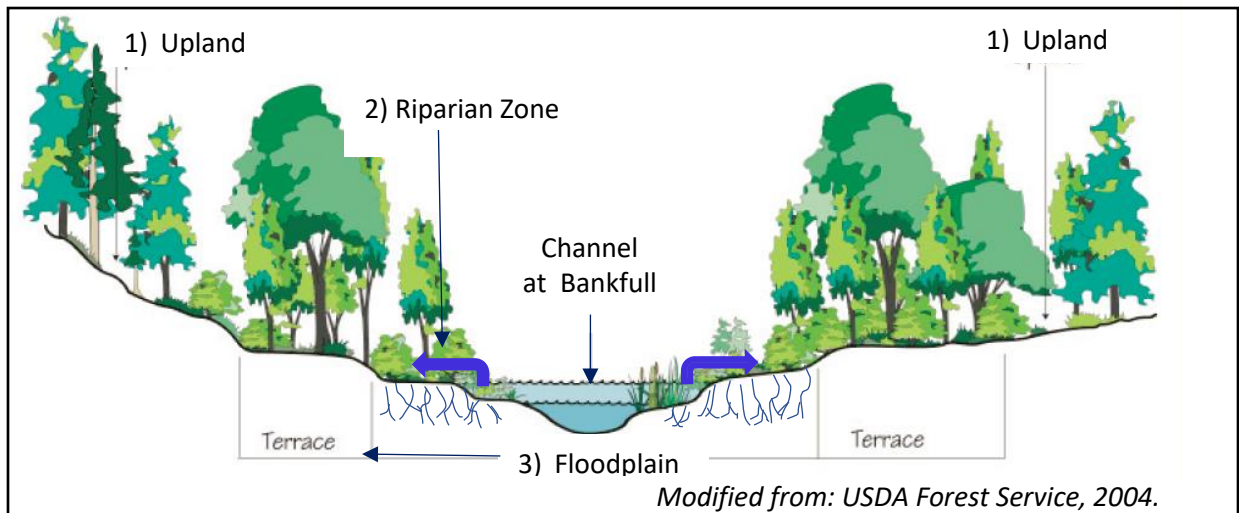 1) Upland
1) Upland
2) Riparian Zone
Channel
at Bankfull
Terrace
Terrace
3) Floodplain
Modified from: USDA Forest Service, 2004.